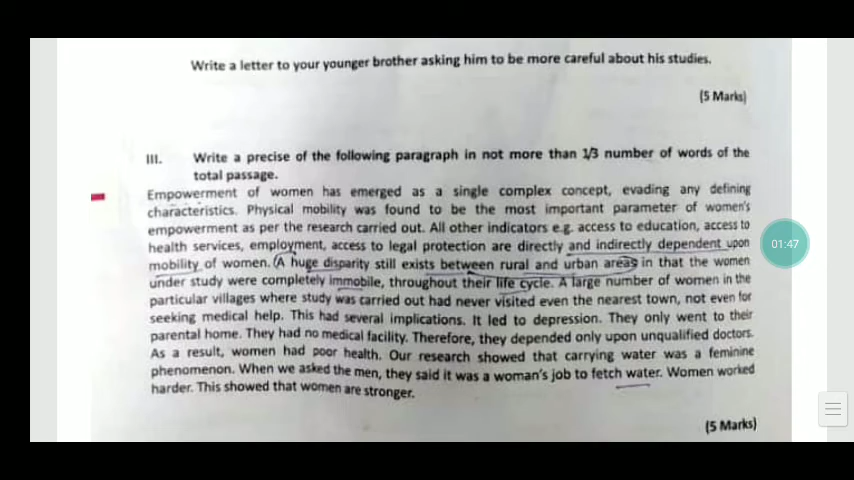 Write a letter to your younger brother asking him to be more careful about his studies.
(5 Marks)
III. Write a precise of the following paragraph in not more than 1/3 number of words of the
total passage.
Empowerment of women has emerged as a single complex concept, evading any defining
characteristics. Physical mobility was found to be the most important parameter of women's
empowerment as per the research carried out. All other indicators e.g. access to education, access to
health services, employment, access to legal protection are directly and indirectly dependent upon
mobility of women. (A huge disparity still exists between rural and urban areas) in that the women
under study were completely immobile, throughout their life cycle. A large number of women in the
particular villages where study was carried out had never visited even the nearest town, not even for
seeking medical help. This had several implications. It led to depression. They only went to their
parental home. They had no medical facility. Therefore, they depended only upon unqualified doctors.
As a result, women had poor health. Our research showed that carrying water was a feminine
phenomenon. When we asked the men, they said it was a woman's job to fetch water. Women worked
harder. This showed that women are stronger.
(5 Marks)
01:47